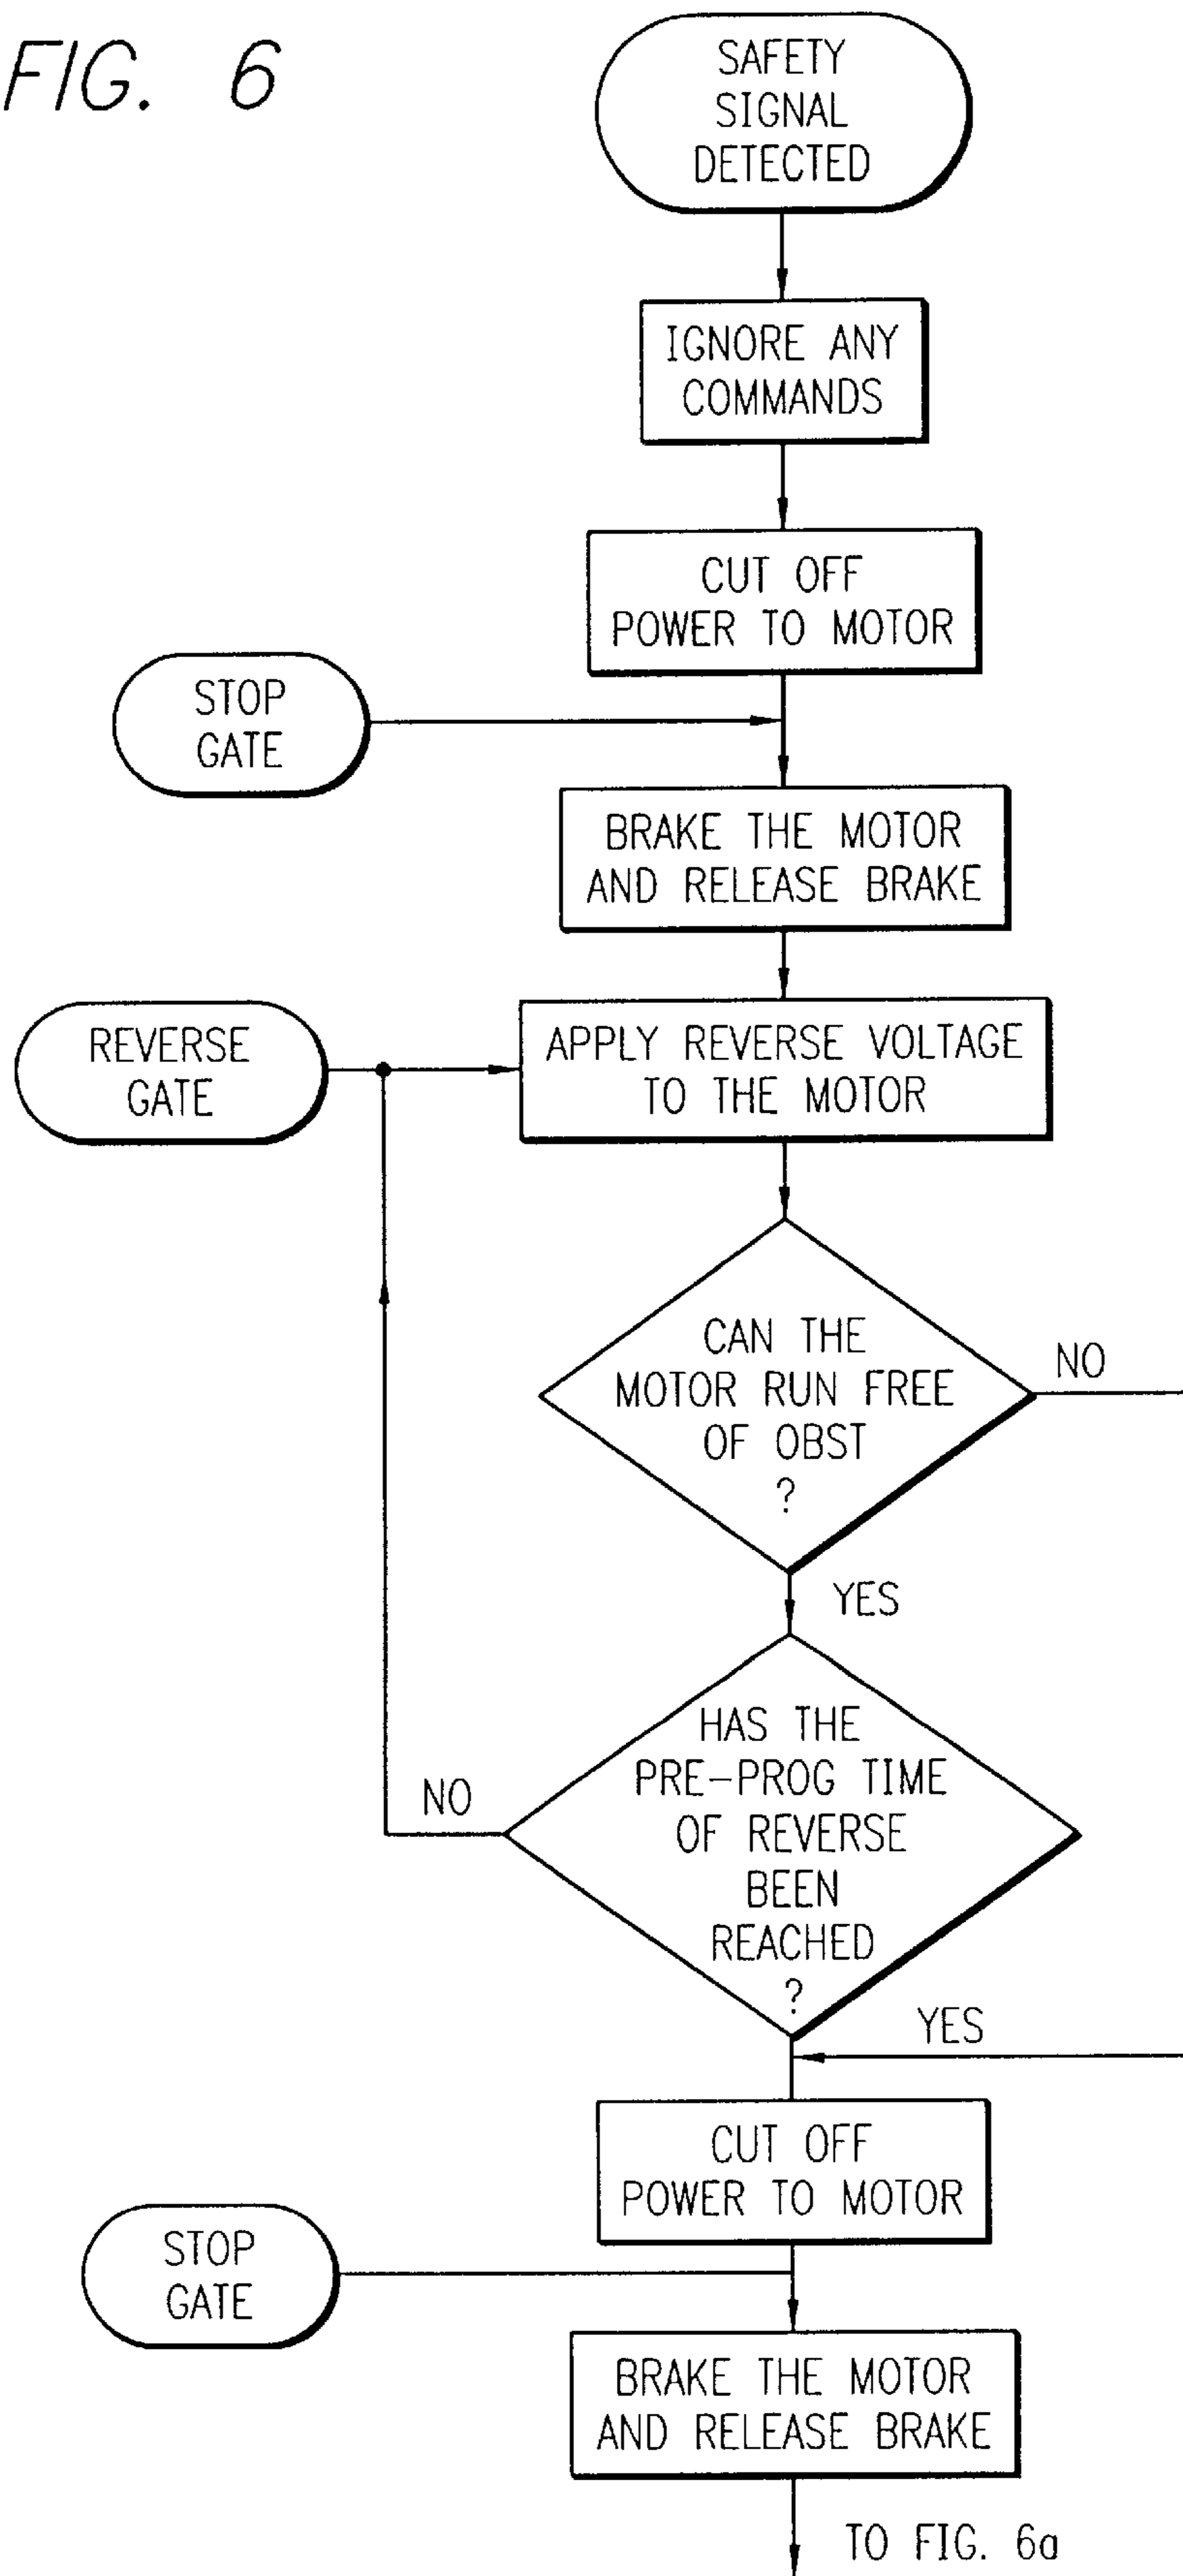 FIG. 6
SAFETY
SIGNAL
DETECTED
IGNORE ANY
COMMANDS
CUT OFF
POWER TO MOTOR
STOP
GATE
BRAKE THE MOTOR
AND RELEASE BRAKE
REVERSE
GATE
APPLY REVERSE VOLTAGE
TO THE MOTOR
CAN THE
MOTOR RUN FREE
OF OBST
?
NO
YES
HAS THE
PRE-PROG TIME
OF REVERSE
BEEN
REACHED
?
NO
YES
CUT OFF
POWER TO MOTOR
STOP
GATE
BRAKE THE MOTOR
AND RELEASE BRAKE
TO FIG. 6a